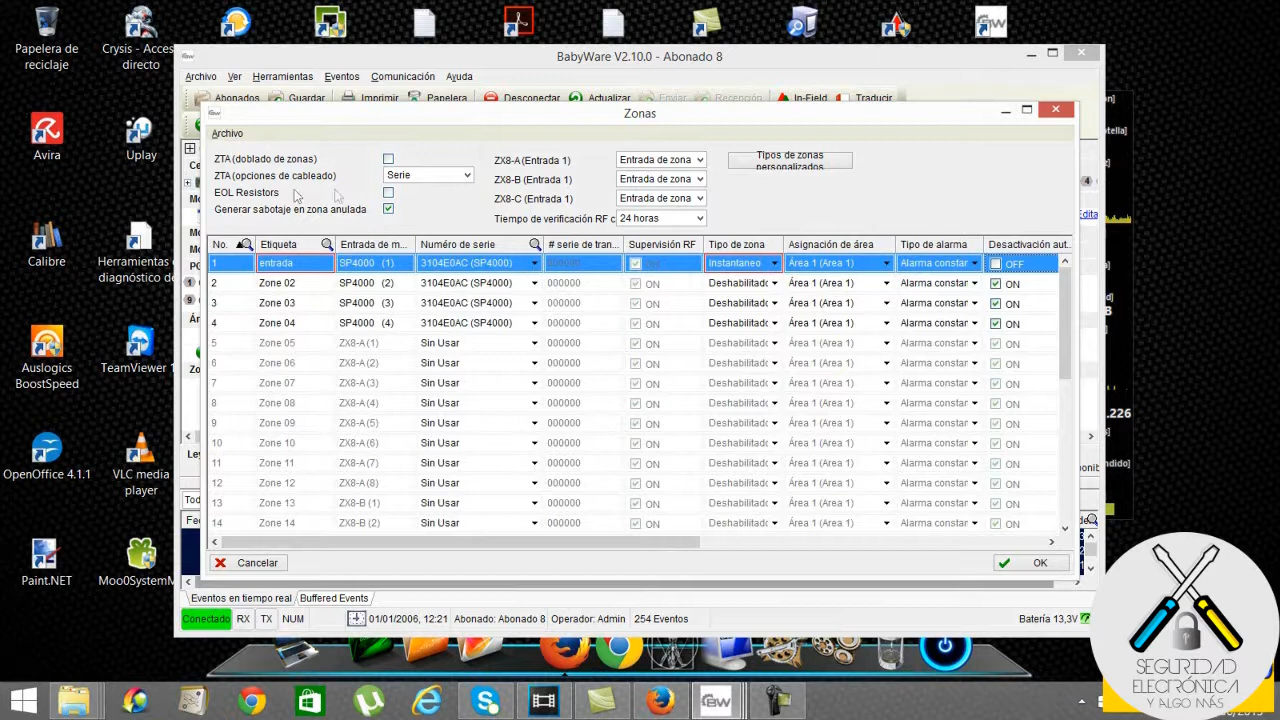 Papelera de
reciclaje
Crysis - Acces
directo
Avira
Uplay
Calibre
Herramientas
diagnóstico de
Auslogics
BoostSpeed
TeamViewer 1
OpenOffice 4.1.1
VLC media
player
Paint.NET
Moo0SystemM
BabyWare V2.10.0 - Abonado 8
Archivo Ver Herramientas Eventos Comunicación Ayuda
Abonados Guardar Imprimir Papelera Desconectar Actualizar Enviar Recepción In-Field Traducir
Zonas
Archivo
ZTA (doblado de zonas)
ZTA (opciones de cableado) Serie
EOL Resistors
Generar sabotaje en zona anulada
ZX8-A (Entrada 1) Entrada de zona
ZX8-B (Entrada 1) Entrada de zona
ZX8-C (Entrada 1) Entrada de zona
Tiempo de verificación RF c 24 horas
Tipos de zonas
personalizados
No. Etiqueta Entrada de m... Numéro de serie # serie de tran... Supervisión RF Tipo de zona Asignación de área Tipo de alarma Desactivación aut...
1 entrada SP4000 (1) 3104E0AC (SP4000) 000000 ON Instantaneo Área 1 (Area 1) Alarma constar OFF
2 Zone 02 SP4000 (2) 3104E0AC (SP4000) 000000 ON Deshabilitadc Área 1 (Area 1) Alarma constar ON
3 Zone 03 SP4000 (3) 3104E0AC (SP4000) 000000 ON Deshabilitadc Área 1 (Area 1) Alarma constar ON
4 Zone 04 SP4000 (4) 3104E0AC (SP4000) 000000 ON Deshabilitadc Área 1 (Area 1) Alarma constar ON
5 Zone 05 ZX8-A (1) Sin Usar 000000 ON Deshabilitadc Área 1 (Area 1) Alarma constar ON
6 Zone 06 ZX8-A (2) Sin Usar 000000 ON Deshabilitadc Área 1 (Area 1) Alarma constar ON
7 Zone 07 ZX8-A (3) Sin Usar 000000 ON Deshabilitadc Área 1 (Area 1) Alarma constar ON
8 Zone 08 ZX8-A (4) Sin Usar 000000 ON Deshabilitadc Área 1 (Area 1) Alarma constar ON
9 Zone 09 ZX8-A (5) Sin Usar 000000 ON Deshabilitadc Área 1 (Area 1) Alarma constar ON
10 Zone 10 ZX8-A (6) Sin Usar 000000 ON Deshabilitadc Área 1 (Area 1) Alarma constar ON
11 Zone 11 ZX8-A (7) Sin Usar 000000 ON Deshabilitadc Área 1 (Area 1) Alarma constar ON
12 Zone 12 ZX8-A (8) Sin Usar 000000 ON Deshabilitadc Área 1 (Area 1) Alarma constar ON
13 Zone 13 ZX8-B (1) Sin Usar 000000 ON Deshabilitadc Área 1 (Area 1) Alarma constar ON
14 Zone 14 ZX8-B (2) Sin Usar 000000 ON Deshabilitadc Área 1 (Area 1) Alarma constar ON
Cancelar OK
Eventos en tiempo real Buffered Events
Conectado RX TX NUM 01/01/2006, 12:21 Abonado: Abonado 8 Operador: Admin 254 Eventos Batería 13,3V
SEGURIDAD
ELECTRÓNICA
Y ALGO MÁS